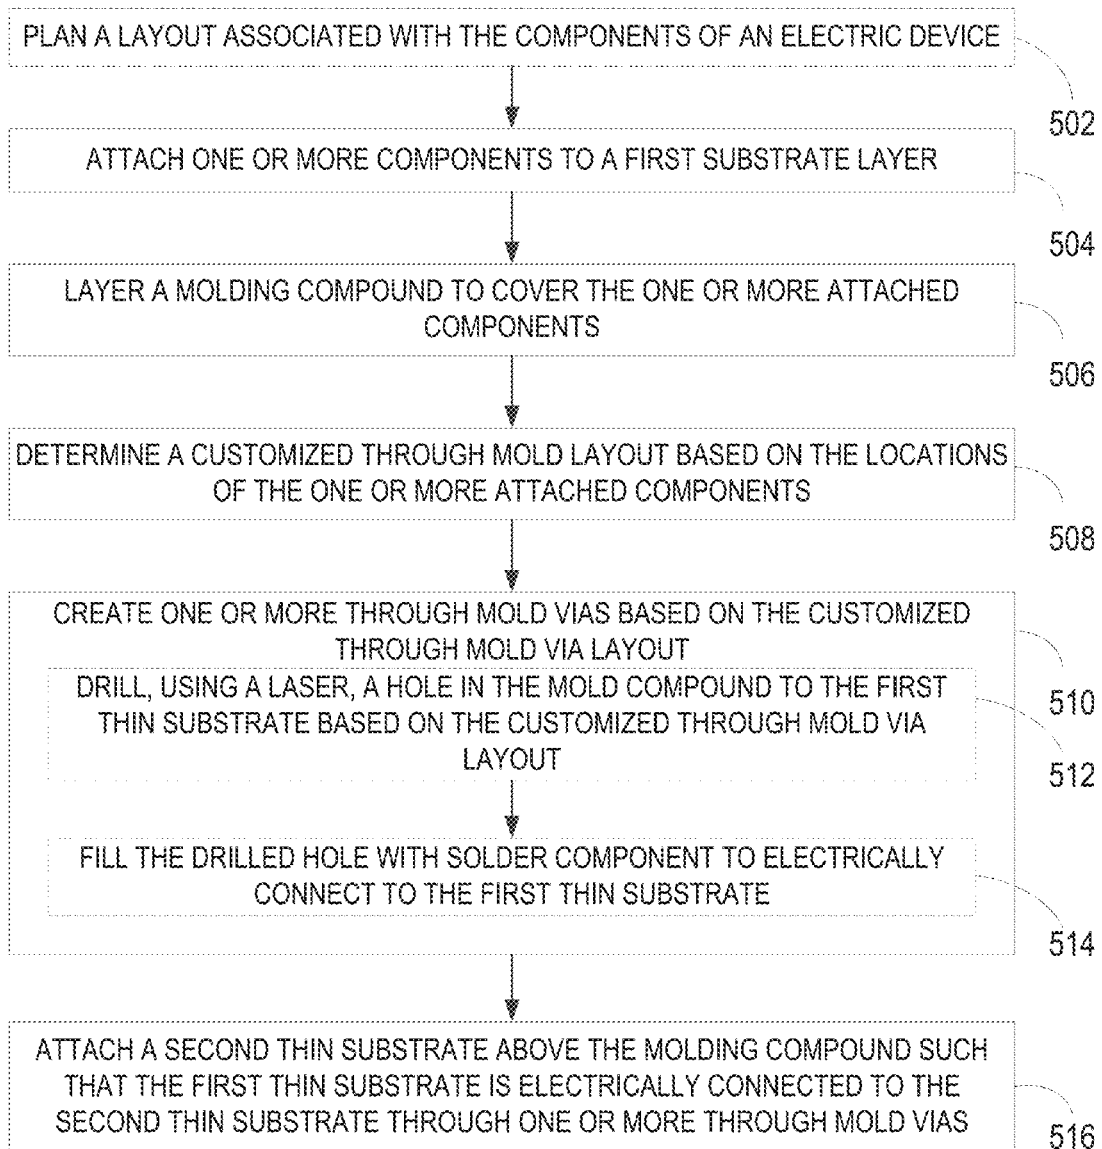 PLAN A LAYOUT ASSOCIATED WITH THE COMPONENTS OF AN ELECTRIC DEVICE
502
ATTACH ONE OR MORE COMPONENTS TO A FIRST SUBSTRATE LAYER
504
LAYER A MOLDING COMPOUND TO COVER THE ONE OR MORE ATTACHED
COMPONENTS
506
DETERMINE A CUSTOMIZED THROUGH MOLD LAYOUT BASED ON THE LOCATIONS
OF THE ONE OR MORE ATTACHED COMPONENTS
508
CREATE ONE OR MORE THROUGH MOLD VIAS BASED ON THE CUSTOMIZED
THROUGH MOLD VIA LAYOUT
510
DRILL, USING A LASER, A HOLE IN THE MOLD COMPOUND TO THE FIRST
THIN SUBSTRATE BASED ON THE CUSTOMIZED THROUGH MOLD VIA
LAYOUT
512
FILL THE DRILLED HOLE WITH SOLDER COMPONENT TO ELECTRICALLY
CONNECT TO THE FIRST THIN SUBSTRATE
514
ATTACH A SECOND THIN SUBSTRATE ABOVE THE MOLDING COMPOUND SUCH
THAT THE FIRST THIN SUBSTRATE IS ELECTRICALLY CONNECTED TO THE
SECOND THIN SUBSTRATE THROUGH ONE OR MORE THROUGH MOLD VIAS
516